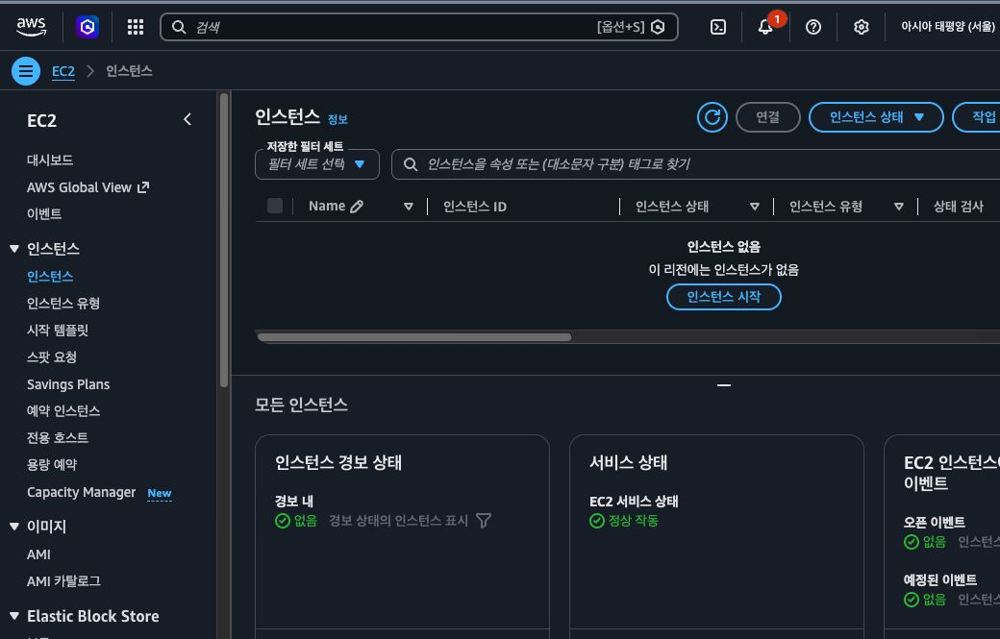 aws
검색
[옵션+S]
1
아시아 태평양 (서울)
EC2
인스턴스
EC2
대시보드
AWS Global View
이벤트
인스턴스
인스턴스
인스턴스 유형
시작 템플릿
스팟 요청
Savings Plans
예약 인스턴스
전용 호스트
용량 예약
Capacity Manager New
이미지
AMI
AMI 카탈로그
Elastic Block Store
인스턴스 정보
연결
인스턴스 상태
작업
저장한 필터 세트
필터 세트 선택
인스턴스을 속성 또는 (대소문자 구분) 태그로 찾기
Name
인스턴스 ID
인스턴스 상태
인스턴스 유형
상태 검사
인스턴스 없음
이 리전에는 인스턴스가 없음
인스턴스 시작
모든 인스턴스
인스턴스 경보 상태
경보 내
없음 경보 상태의 인스턴스 표시
서비스 상태
EC2 서비스 상태
정상 작동
EC2 인스턴스
이벤트
오픈 이벤트
없음 인스턴스
예정된 이벤트
없음 인스턴스